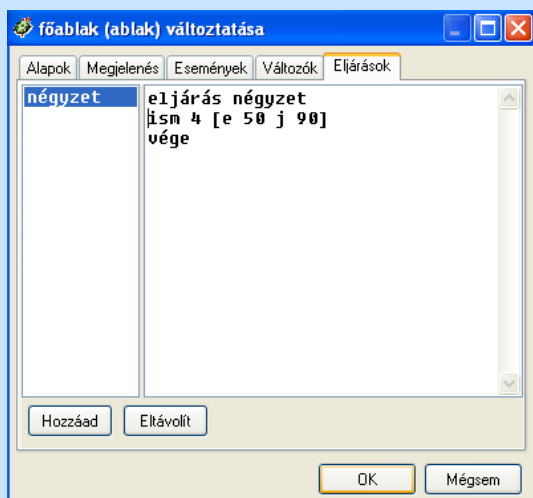 főablak (ablak) változtatása
Alapok Megjelenés Események Változók Eljárások
négyzet
eljárás négyzet
ism 4 [e 50 j 90]
vége
Hozzáad Eltávolít
OK Mégsem